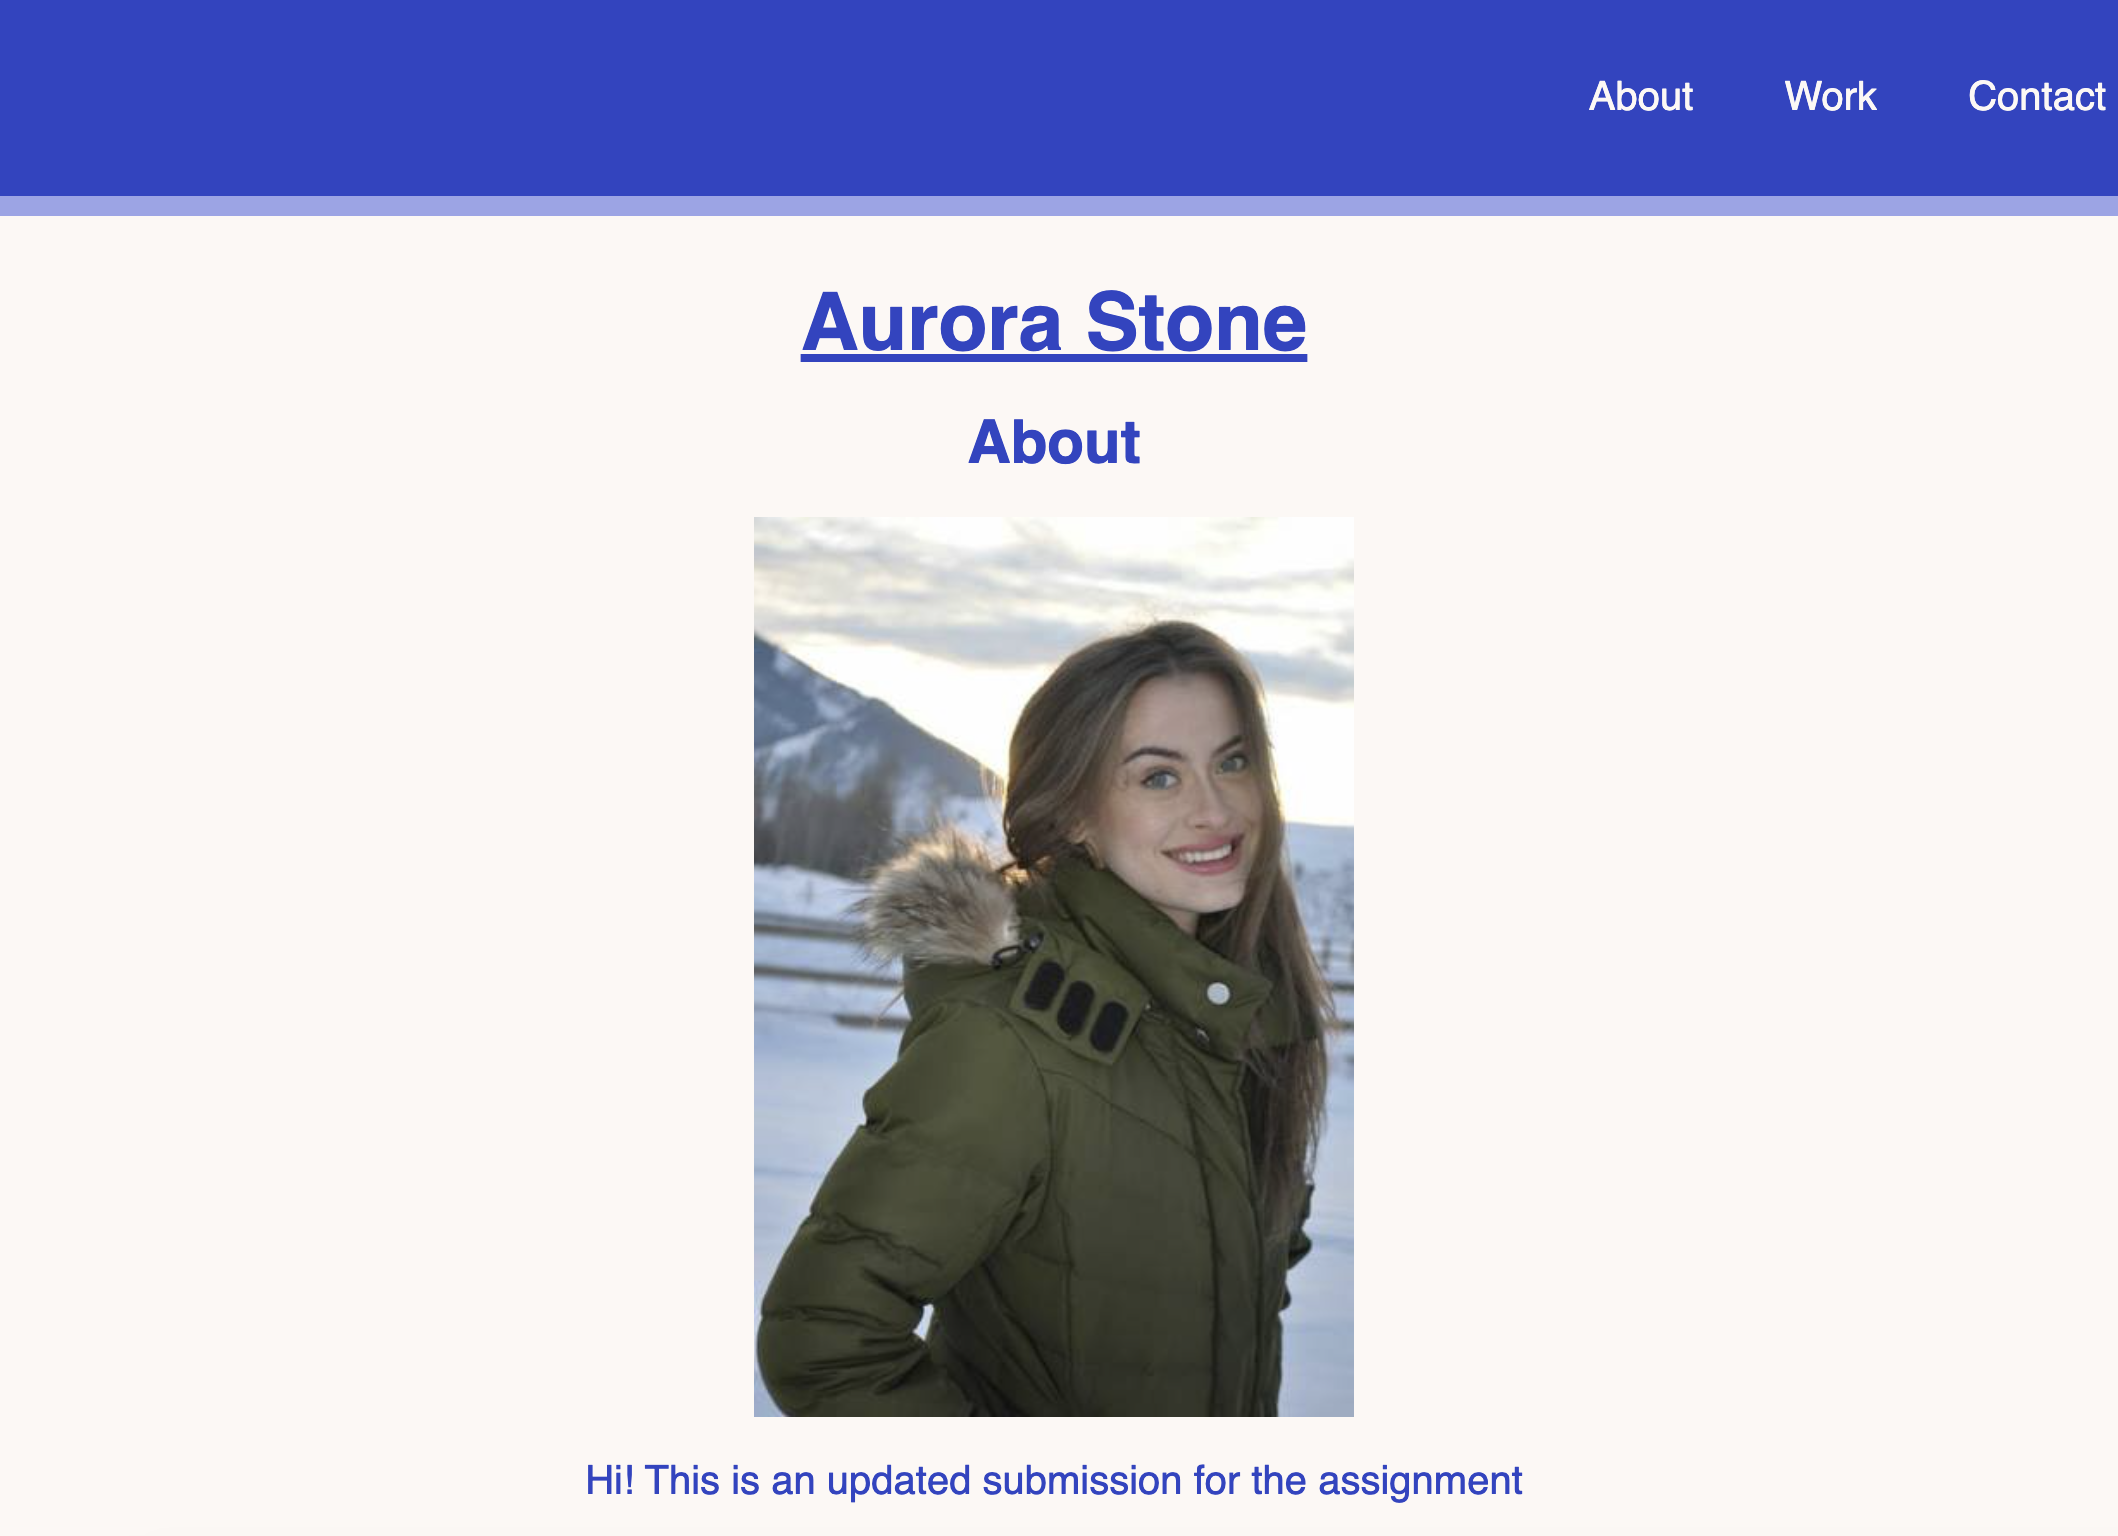 About Work Contact
Aurora Stone
About
Hi! This is an updated submission for the assignment